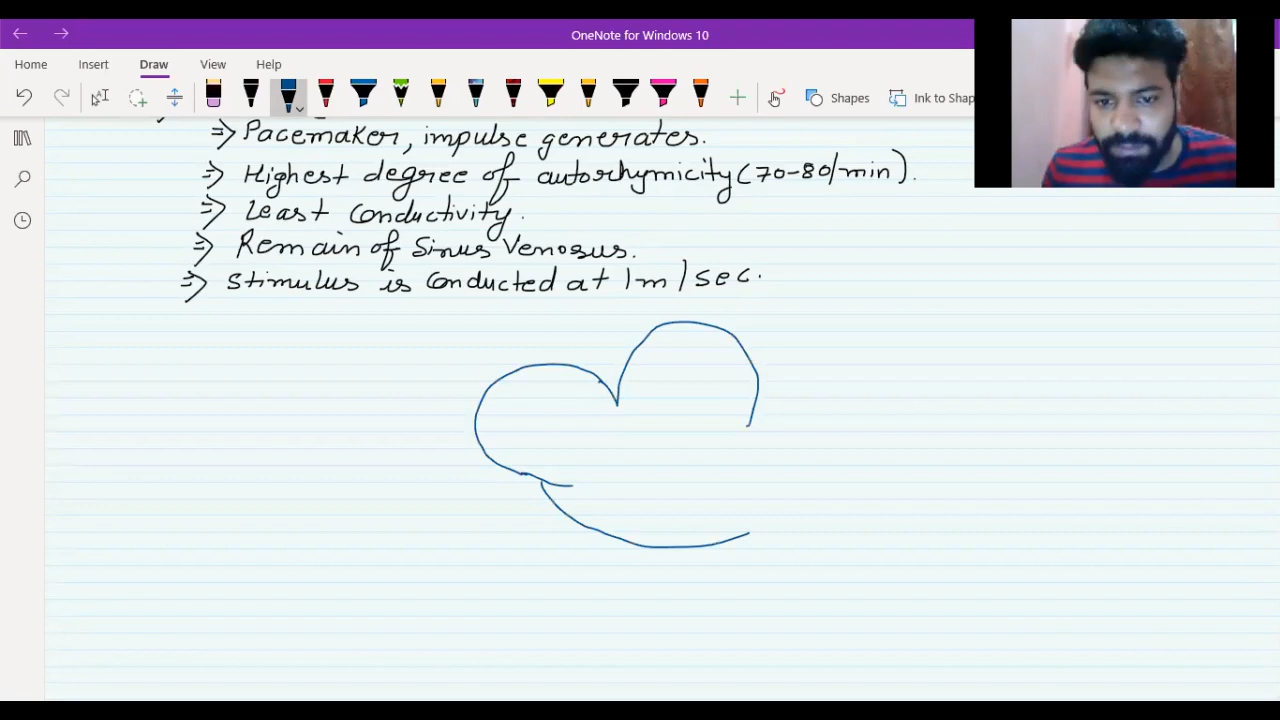 OneNote for Windows 10
Home Insert Draw View Help
Shapes Ink to Shap
=> Pacemaker, impulse generates.
=> Highest degree of autorhymicity (70-80/min).
=> Least conductivity.
=> Remain of Sinus Venosus.
=> Stimulus is conducted at 1m/sec.